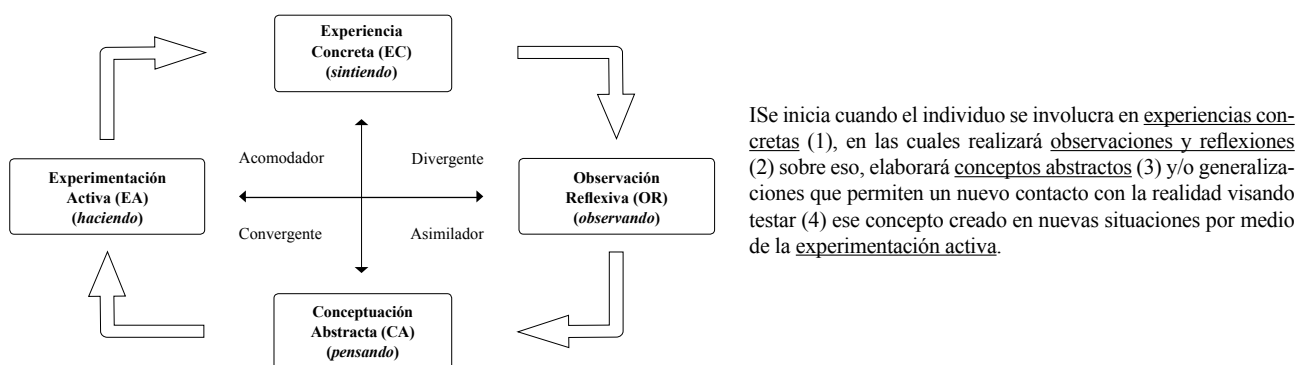 Experiencia
Concreta (EC)
(sintiendo)
Acomodador
Divergente
Experimentación
Activa (EA)
(haciendo)
Observación
Reflexiva (OR)
(observando)
Convergente
Asimilador
Conceptuación
Abstracta (CA)
(pensando)
ISe inicia cuando el individuo se involucra en experiencias con-
cretas (1), en las cuales realizará observaciones y reflexiones
(2) sobre eso, elaborará conceptos abstractos (3) y/o generaliza-
ciones que permiten un nuevo contacto con la realidad visando
testar (4) ese concepto creado en nuevas situaciones por medio
de la experimentación activa.